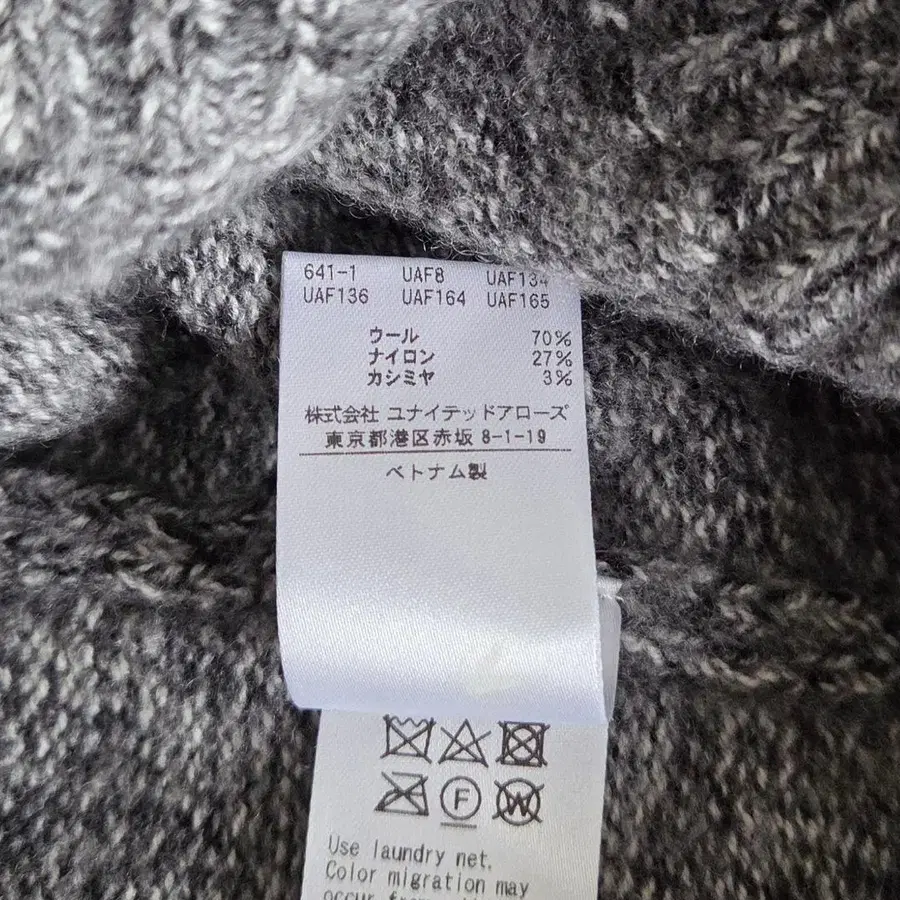 641-1 UAF8 UAF134
UAF136 UAF164 UAF165
ウール 70%
ナイロン 27%
カシミヤ 3%
株式会社 ユナイテッドアローズ
東京都港区赤坂 8-1-19
ベトナム製
F
W
Use laundry net.
Color migration may
occur